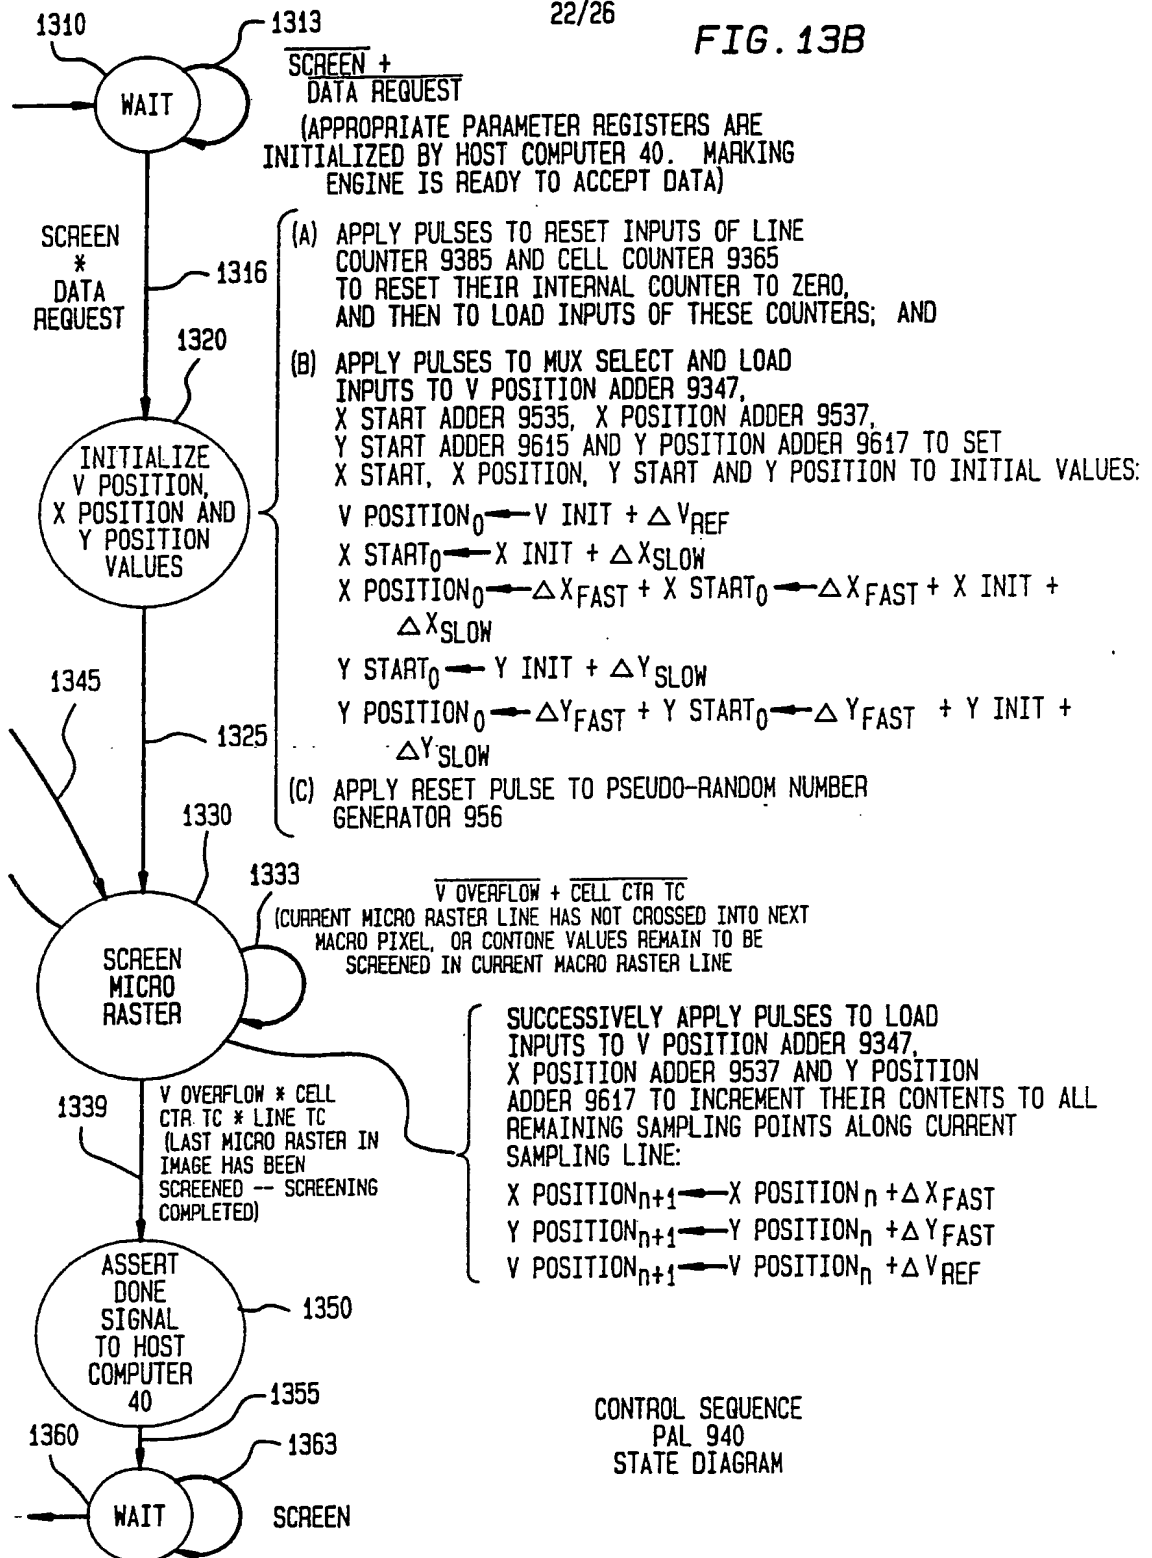 22/26
FIG. 13B
1310
1313
WAIT
SCREEN +
DATA REQUEST
(APPROPRIATE PARAMETER REGISTERS ARE
INITIALIZED BY HOST COMPUTER 40. MARKING
ENGINE IS READY TO ACCEPT DATA)
SCREEN
*
DATA
REQUEST
1316
1320
INITIALIZE
V POSITION,
X POSITION AND
Y POSITION
VALUES
(A) APPLY PULSES TO RESET INPUTS OF LINE
COUNTER 9385 AND CELL COUNTER 9365
TO RESET THEIR INTERNAL COUNTER TO ZERO,
AND THEN TO LOAD INPUTS OF THESE COUNTERS; AND
(B) APPLY PULSES TO MUX SELECT AND LOAD
INPUTS TO V POSITION ADDER 9347,
X START ADDER 9535, X POSITION ADDER 9537,
Y START ADDER 9615 AND Y POSITION ADDER 9617 TO SET
X START, X POSITION, Y START AND Y POSITION TO INITIAL VALUES:
V POSITION0 ← V INIT + ΔVREF
X START0 ← X INIT + ΔXSLOW
X POSITION0 ← ΔXFAST + X START0 ← ΔXFAST + X INIT +
ΔXSLOW
Y START0 ← Y INIT + ΔYSLOW
Y POSITION0 ← ΔYFAST + Y START0 ← ΔYFAST + Y INIT +
ΔYSLOW
(C) APPLY RESET PULSE TO PSEUDO-RANDOM NUMBER
GENERATOR 956
1345
1325
1330
1333
SCREEN
MICRO
RASTER
V OVERFLOW + CELL CTR TC
(CURRENT MICRO RASTER LINE HAS NOT CROSSED INTO NEXT
MACRO PIXEL, OR CONTONE VALUES REMAIN TO BE
SCREENED IN CURRENT MACRO RASTER LINE
SUCCESSIVELY APPLY PULSES TO LOAD
INPUTS TO V POSITION ADDER 9347,
X POSITION ADDER 9537 AND Y POSITION
ADDER 9617 TO INCREMENT THEIR CONTENTS TO ALL
REMAINING SAMPLING POINTS ALONG CURRENT
SAMPLING LINE:
X POSITIONn+1 ← X POSITIONn + ΔXFAST
Y POSITIONn+1 ← Y POSITIONn + ΔYFAST
V POSITIONn+1 ← V POSITIONn + ΔVREF
1339
V OVERFLOW * CELL
CTR TC * LINE TC
(LAST MICRO RASTER IN
IMAGE HAS BEEN
SCREENED -- SCREENING
COMPLETED)
ASSERT
DONE
SIGNAL
TO HOST
COMPUTER
40
1350
1355
1360
1363
WAIT
SCREEN
CONTROL SEQUENCE
PAL 940
STATE DIAGRAM